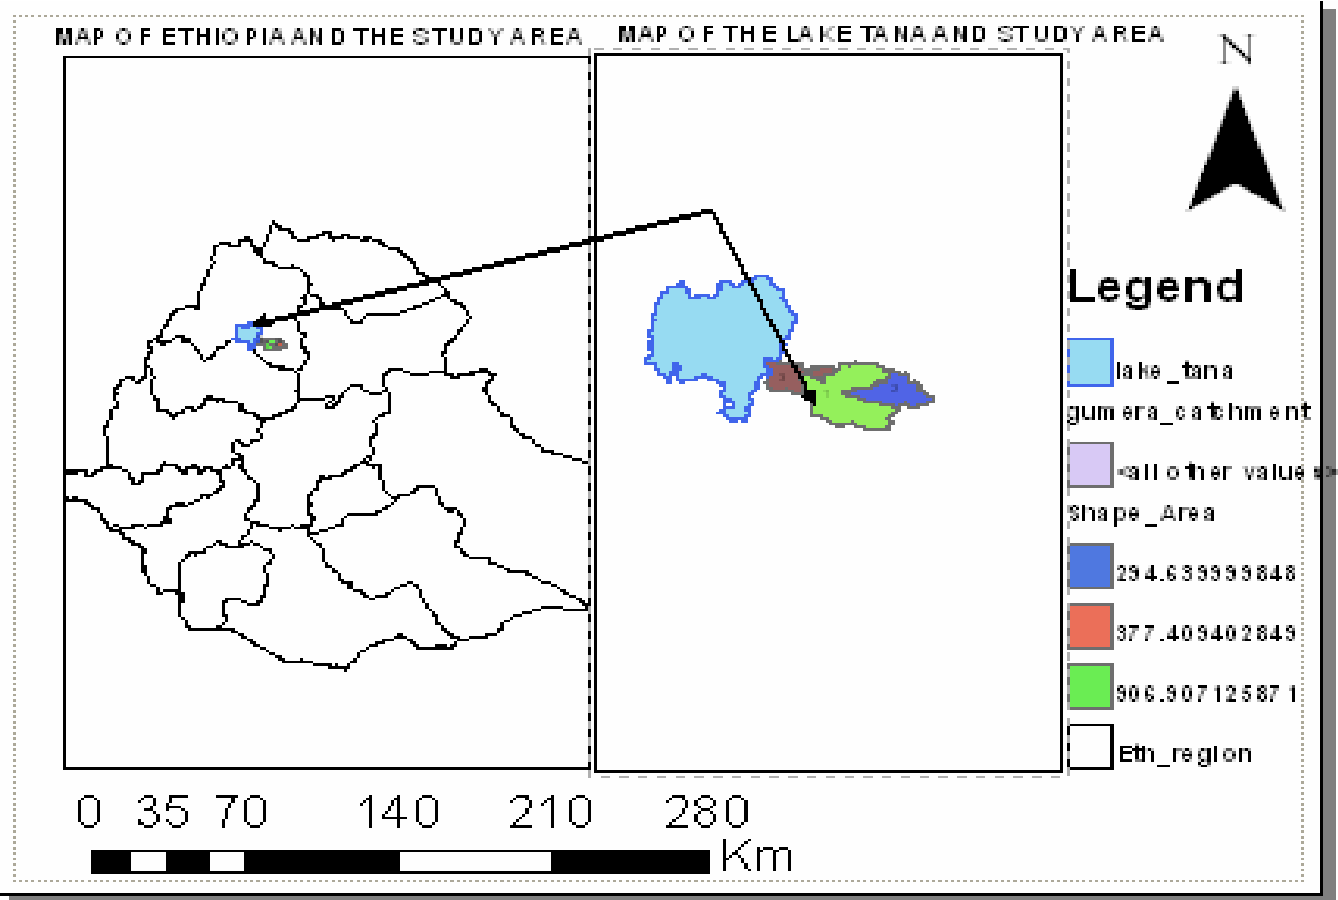 MAP OF ETHIOPIA AND THE STUDY AREA
MAP OF THE LAKE TANA AND STUDY AREA
N
Legend
lake_tana
gumera_catchment
<all other values>
Shape_Area
294.639999848
377.409402849
906.907125871
Eth_region
0 35 70 140 210 280
Km